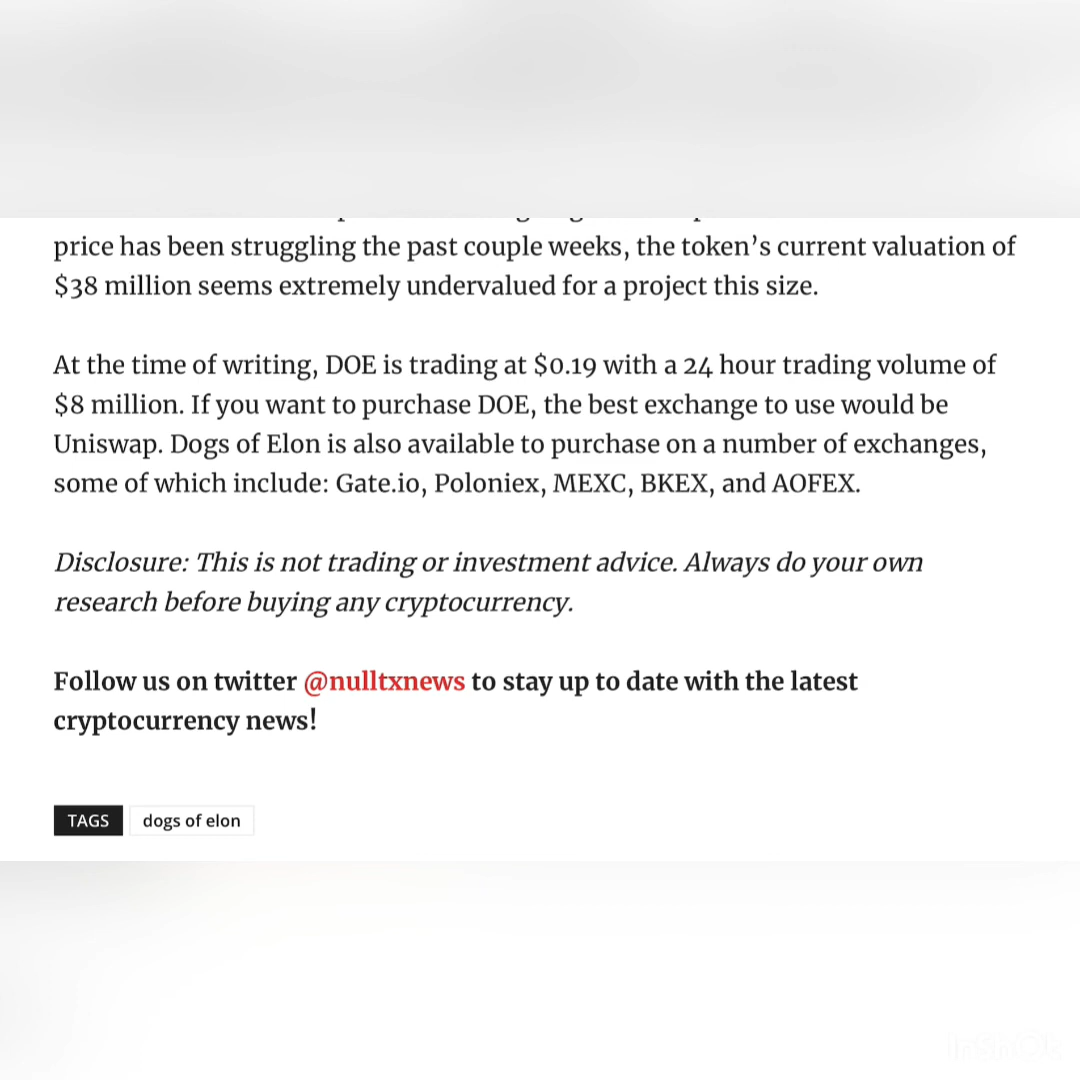 price has been struggling the past couple weeks, the token’s current valuation of
$38 million seems extremely undervalued for a project this size.
At the time of writing, DOE is trading at $0.19 with a 24 hour trading volume of
$8 million. If you want to purchase DOE, the best exchange to use would be
Uniswap. Dogs of Elon is also available to purchase on a number of exchanges,
some of which include: Gate.io, Poloniex, MEXC, BKEX, and AOFEX.
Disclosure: This is not trading or investment advice. Always do your own
research before buying any cryptocurrency.
Follow us on twitter @nulltxnews to stay up to date with the latest
cryptocurrency news!
TAGS dogs of elon